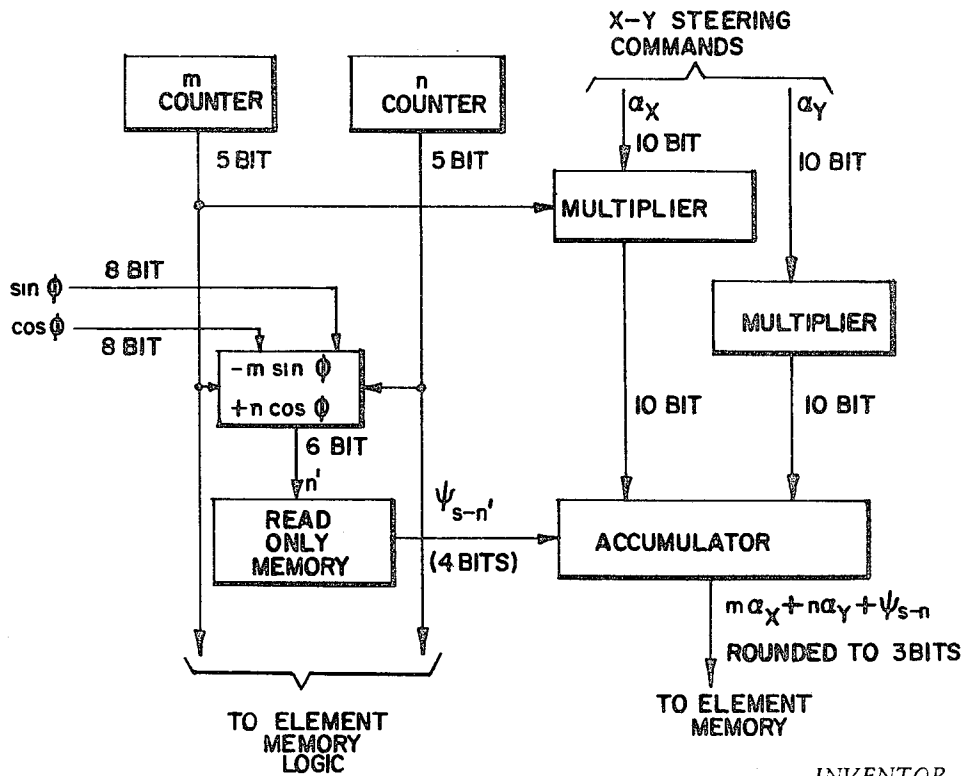 X-Y STEERING
COMMANDS
m
COUNTER
n
COUNTER
αX
αY
5 BIT
5 BIT
10 BIT
10 BIT
MULTIPLIER
8 BIT
sin ϕ
cos ϕ
8 BIT
MULTIPLIER
-m sin ϕ
+n cos ϕ
10 BIT
10 BIT
6 BIT
n'
ψs-n'
READ
ONLY
MEMORY
(4 BITS)
ACCUMULATOR
mαX+nαY+ψs-n
ROUNDED TO 3BITS
TO ELEMENT
MEMORY
TO ELEMENT
MEMORY
LOGIC